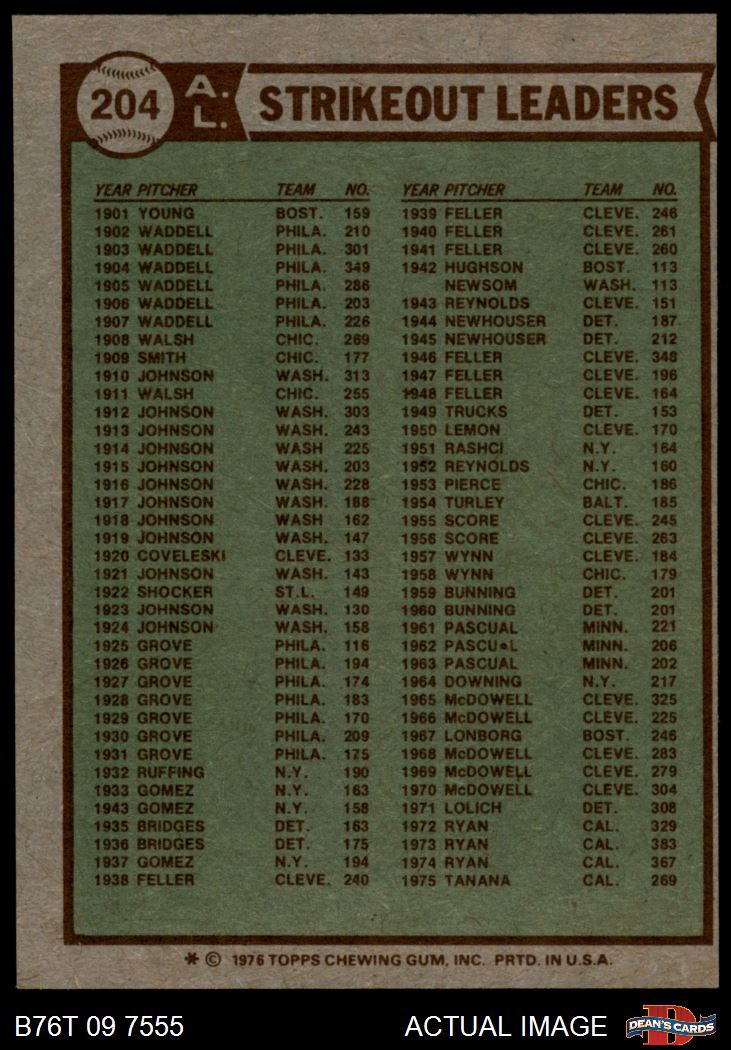 204 A.L. STRIKEOUT LEADERS
YEAR PITCHER TEAM NO.
1901 YOUNG BOST. 159
1902 WADDELL PHILA. 210
1903 WADDELL PHILA. 301
1904 WADDELL PHILA. 349
1905 WADDELL PHILA. 286
1906 WADDELL PHILA. 203
1907 WADDELL PHILA. 226
1908 WALSH CHIC. 269
1909 SMITH CHIC. 177
1910 JOHNSON WASH. 313
1911 WALSH CHIC. 255
1912 JOHNSON WASH. 303
1913 JOHNSON WASH. 243
1914 JOHNSON WASH 225
1915 JOHNSON WASH. 203
1916 JOHNSON WASH. 228
1917 JOHNSON WASH. 188
1918 JOHNSON WASH 162
1919 JOHNSON WASH. 147
1920 COVELESKI CLEVE. 133
1921 JOHNSON WASH. 143
1922 SHOCKER ST.L. 149
1923 JOHNSON WASH. 130
1924 JOHNSON WASH. 158
1925 GROVE PHILA. 116
1926 GROVE PHILA. 194
1927 GROVE PHILA. 174
1928 GROVE PHILA. 183
1929 GROVE PHILA. 170
1930 GROVE PHILA. 209
1931 GROVE PHILA. 175
1932 RUFFING N.Y. 190
1933 GOMEZ N.Y. 163
1943 GOMEZ N.Y. 158
1935 BRIDGES DET. 163
1936 BRIDGES DET. 175
1937 GOMEZ N.Y. 194
1938 FELLER CLEVE. 240
YEAR PITCHER TEAM NO.
1939 FELLER CLEVE. 246
1940 FELLER CLEVE. 261
1941 FELLER CLEVE. 260
1942 HUGHSON BOST. 113
NEWSOM WASH. 113
1943 REYNOLDS CLEVE. 151
1944 NEWHOUSER DET. 187
1945 NEWHOUSER DET. 212
1946 FELLER CLEVE. 348
1947 FELLER CLEVE. 196
1948 FELLER CLEVE. 164
1949 TRUCKS DET. 153
1950 LEMON CLEVE. 170
1951 RASHCI N.Y. 164
1952 REYNOLDS N.Y. 160
1953 PIERCE CHIC. 186
1954 TURLEY BALT. 185
1955 SCORE CLEVE. 245
1956 SCORE CLEVE. 263
1957 WYNN CLEVE. 184
1958 WYNN CHIC. 179
1959 BUNNING DET. 201
1960 BUNNING DET. 201
1961 PASCUAL MINN. 221
1962 PASCUAL MINN. 206
1963 PASCUAL MINN. 202
1964 DOWNING N.Y. 217
1965 McDOWELL CLEVE. 325
1966 McDOWELL CLEVE. 225
1967 LONBORG BOST. 246
1968 McDOWELL CLEVE. 283
1969 McDOWELL CLEVE. 279
1970 McDOWELL CLEVE. 304
1971 LOLICH DET. 308
1972 RYAN CAL. 329
1973 RYAN CAL. 383
1974 RYAN CAL. 367
1975 TANANA CAL. 269
* © 1976 TOPPS CHEWING GUM, INC. PRTD. IN U.S.A.
B76T 09 7555 ACTUAL IMAGE D DEAN'S CARDS